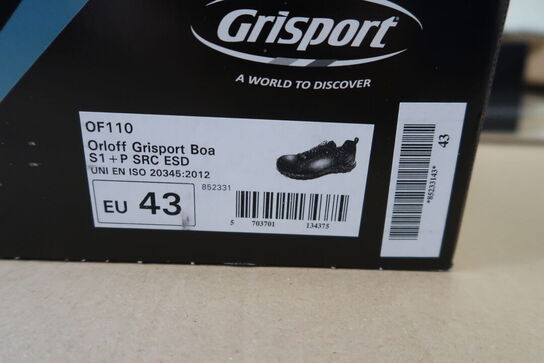 Grisport
A WORLD TO DISCOVER
OF110
Orloff Grisport Boa
S1+P SRC ESD
UNI EN ISO 20345:2012
852331
EU 43
5 703701 134375
43
*85233143*